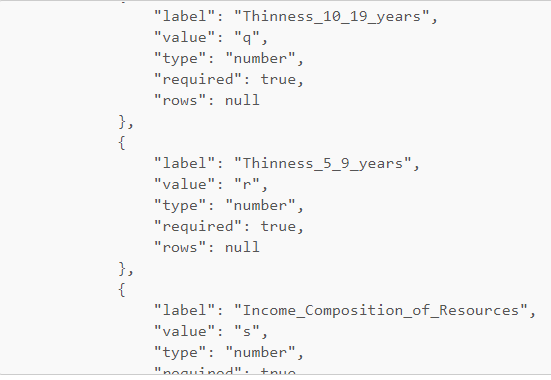 "label": "Thinness_10_19_years",
"value": "q",
"type": "number",
"required": true,
"rows": null
},
{
"label": "Thinness_5_9_years",
"value": "r",
"type": "number",
"required": true,
"rows": null
},
{
"label": "Income_Composition_of_Resources",
"value": "s",
"type": "number",
"required": true